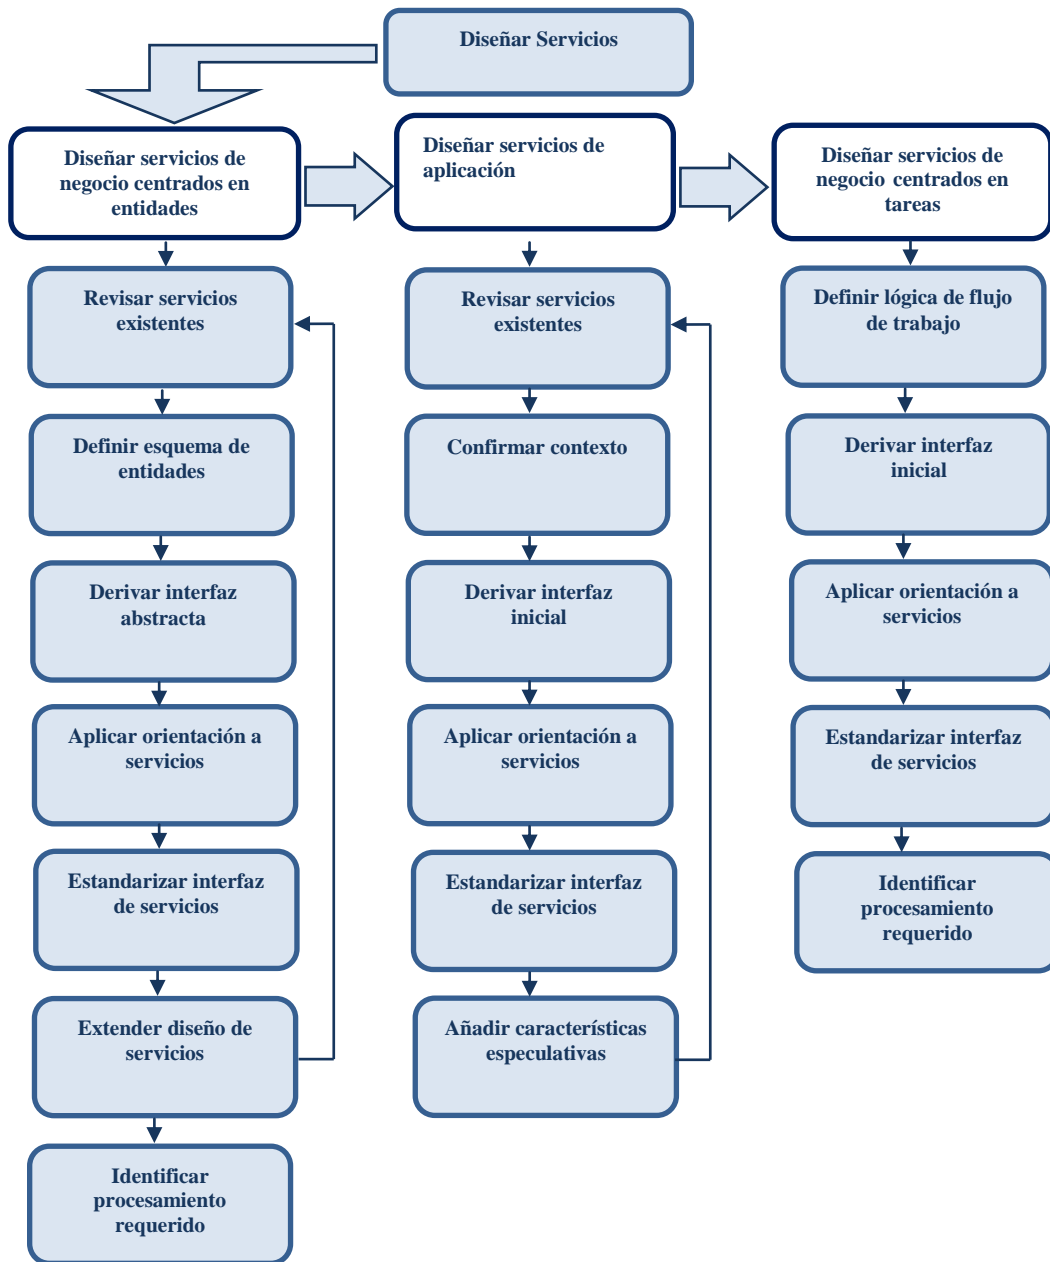 Diseñar Servicios
Diseñar servicios de
negocio centrados en
entidades
Diseñar servicios de
aplicación
Diseñar servicios de
negocio centrados en
tareas
Revisar servicios
existentes
Definir esquema de
entidades
Derivar interfaz
abstracta
Aplicar orientación a
servicios
Estandarizar interfaz
de servicios
Extender diseño de
servicios
Identificar
procesamiento
requerido
Revisar servicios
existentes
Confirmar contexto
Derivar interfaz
inicial
Aplicar orientación a
servicios
Estandarizar interfaz
de servicios
Añadir características
especulativas
Definir lógica de flujo
de trabajo
Derivar interfaz
inicial
Aplicar orientación a
servicios
Estandarizar interfaz
de servicios
Identificar
procesamiento
requerido